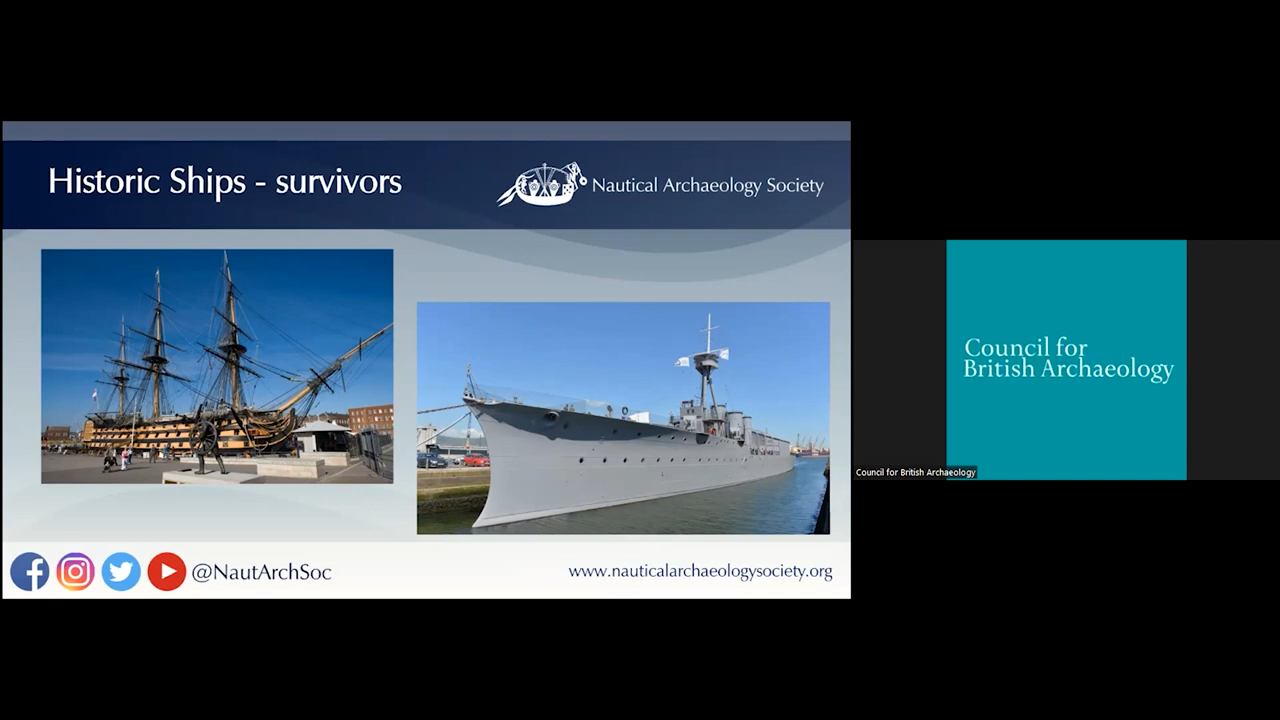 Historic Ships - survivors
Nautical Archaeology Society
Council for
British Archaeology
Council for British Archaeology
@NautArchSoc
www.nauticalarchaeologysociety.org